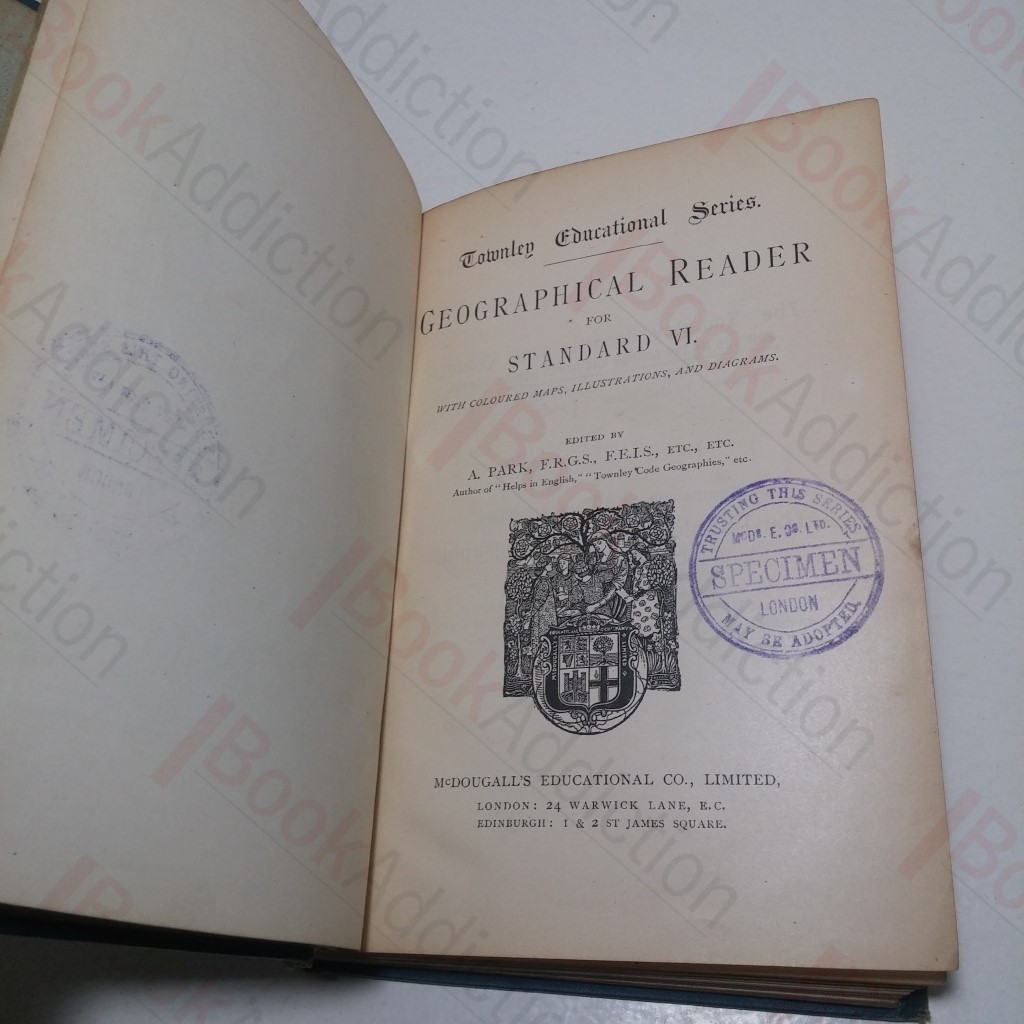 Townley Educational Series.
GEOGRAPHICAL READER
FOR
STANDARD VI.
WITH COLOURED MAPS, ILLUSTRATIONS, AND DIAGRAMS.
EDITED BY
A. PARK, F.R.G.S., F.E.I.S., ETC., ETC.
Author of "Helps in English," "Townley Code Geographies," etc.
TRUSTING THIS SERIES
McDs. E. Co. LTD.
SPECIMEN
LONDON
MAY BE ADOPTED.
McDOUGALL'S EDUCATIONAL CO., LIMITED,
LONDON: 24 WARWICK LANE, E.C.
EDINBURGH: 1 & 2 ST JAMES SQUARE.
BookAddiction